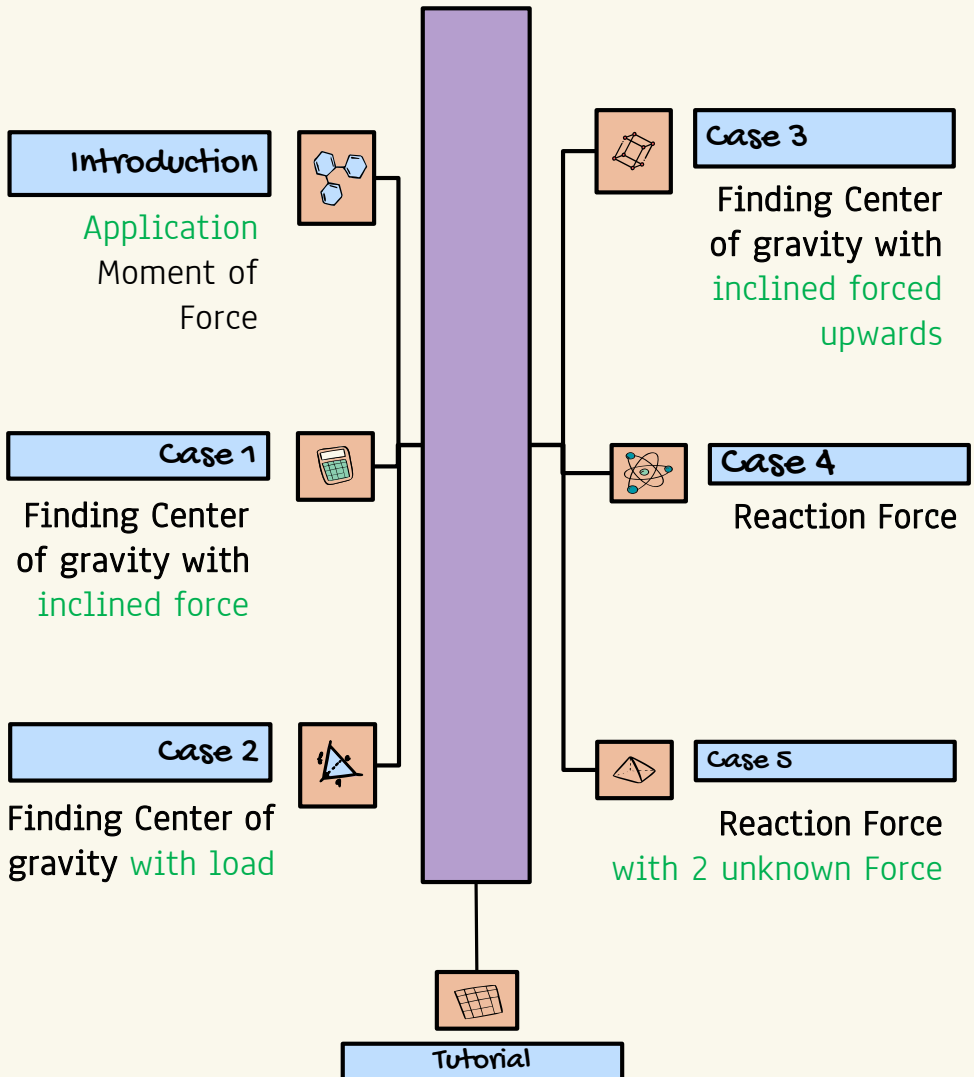 Introduction
Application
Moment of
Force
Case 1
Finding Center
of gravity with
inclined force
Case 2
Finding Center of
gravity with load
Case 3
Finding Center
of gravity with
inclined forced
upwards
Case 4
Reaction Force
Case 5
Reaction Force
with 2 unknown Force
Tutorial